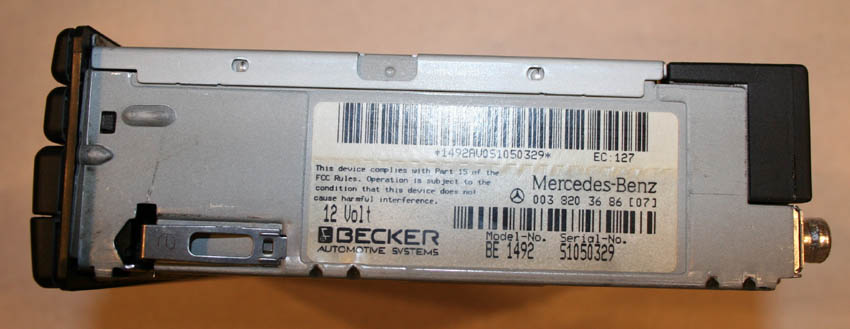 *1492AV051050329*
EC:127
This device complies with Part 15 of the
FCC Rules. Operation is subject to the
condition that this device does not
cause harmful interference.
Mercedes-Benz
003 820 36 86 [07]
12 Volt
BECKER
AUTOMOTIVE SYSTEMS
Model-No. Serial-No.
BE 1492 51050329